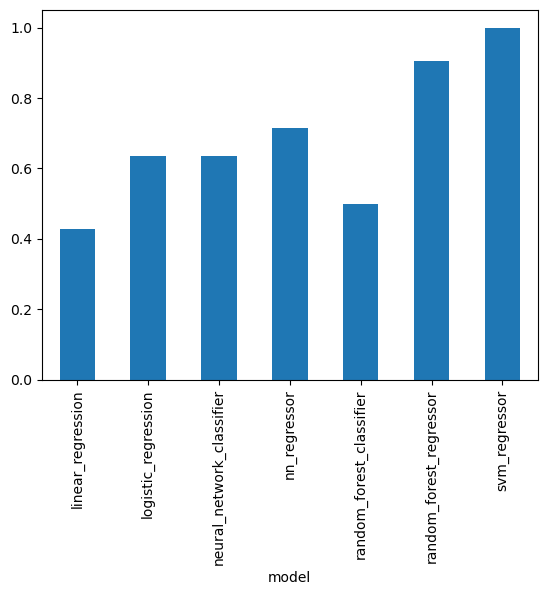 1.0
0.8
0.6
0.4
0.2
0.0
linear_regression
logistic_regression
neural_network_classifier
nn_regressor
random_forest_classifier
random_forest_regressor
svm_regressor
model